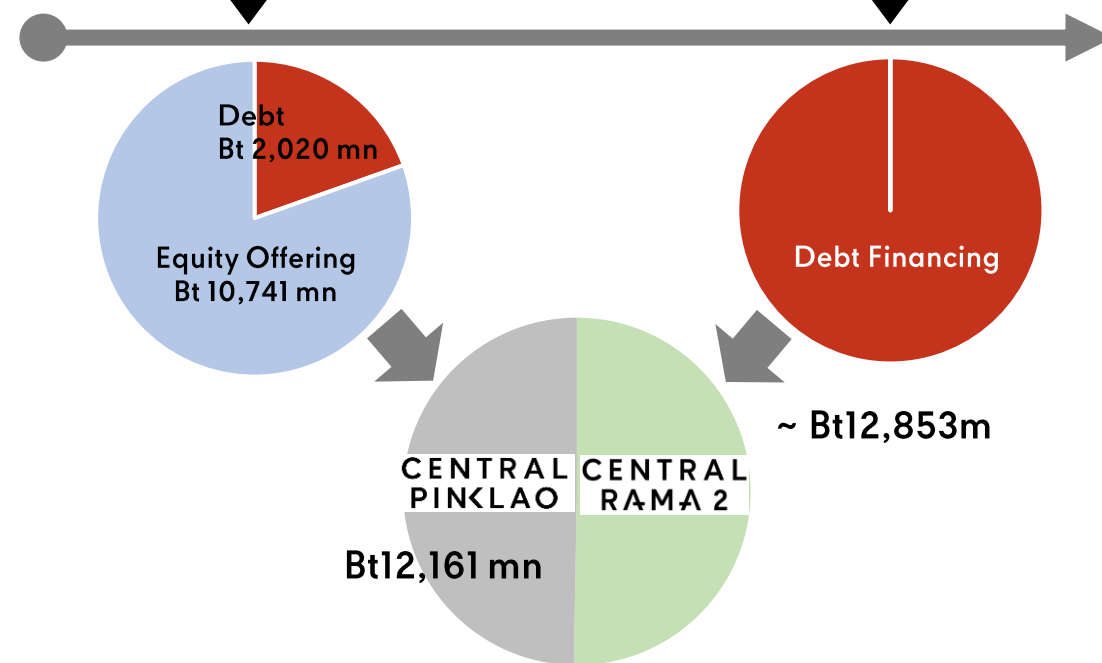 Debt
Bt 2,020 mn
Equity Offering
Bt 10,741 mn
Debt Financing
~ Bt12,853m
CENTRAL
PINKLAO
CENTRAL
RAMA 2
Bt12,161 mn